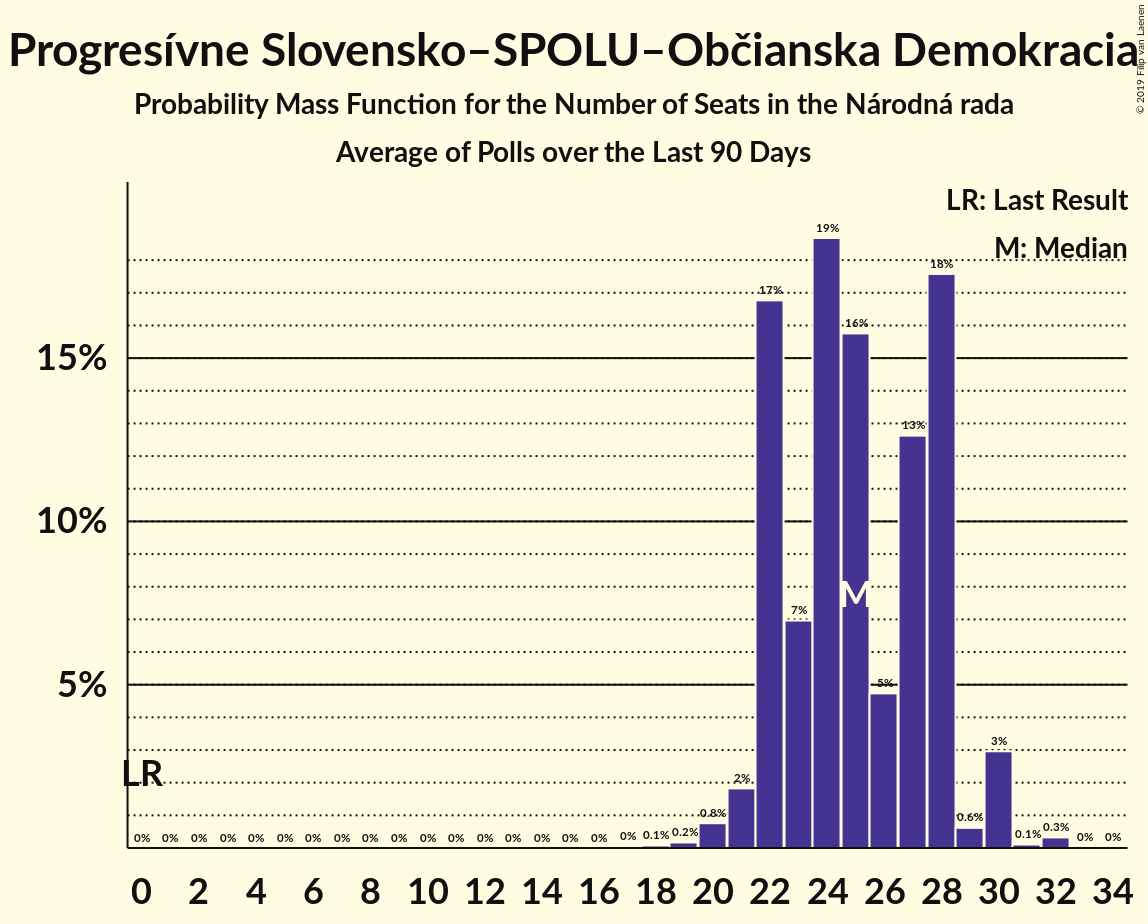 Progresívne Slovensko–SPOLU–Občianska Demokracia
Probability Mass Function for the Number of Seats in the Národná rada
Average of Polls over the Last 90 Days
© 2019 Filip van Laenen
LR: Last Result
M: Median
15%
10%
5%
LR
M
0% 0% 0% 0% 0% 0% 0% 0% 0% 0% 0% 0% 0% 0% 0% 0% 0% 0% 0.1% 0.2% 0.8% 2% 17% 7% 19% 16% 5% 13% 18% 0.6% 3% 0.1% 0.3% 0% 0%
0 2 4 6 8 10 12 14 16 18 20 22 24 26 28 30 32 34